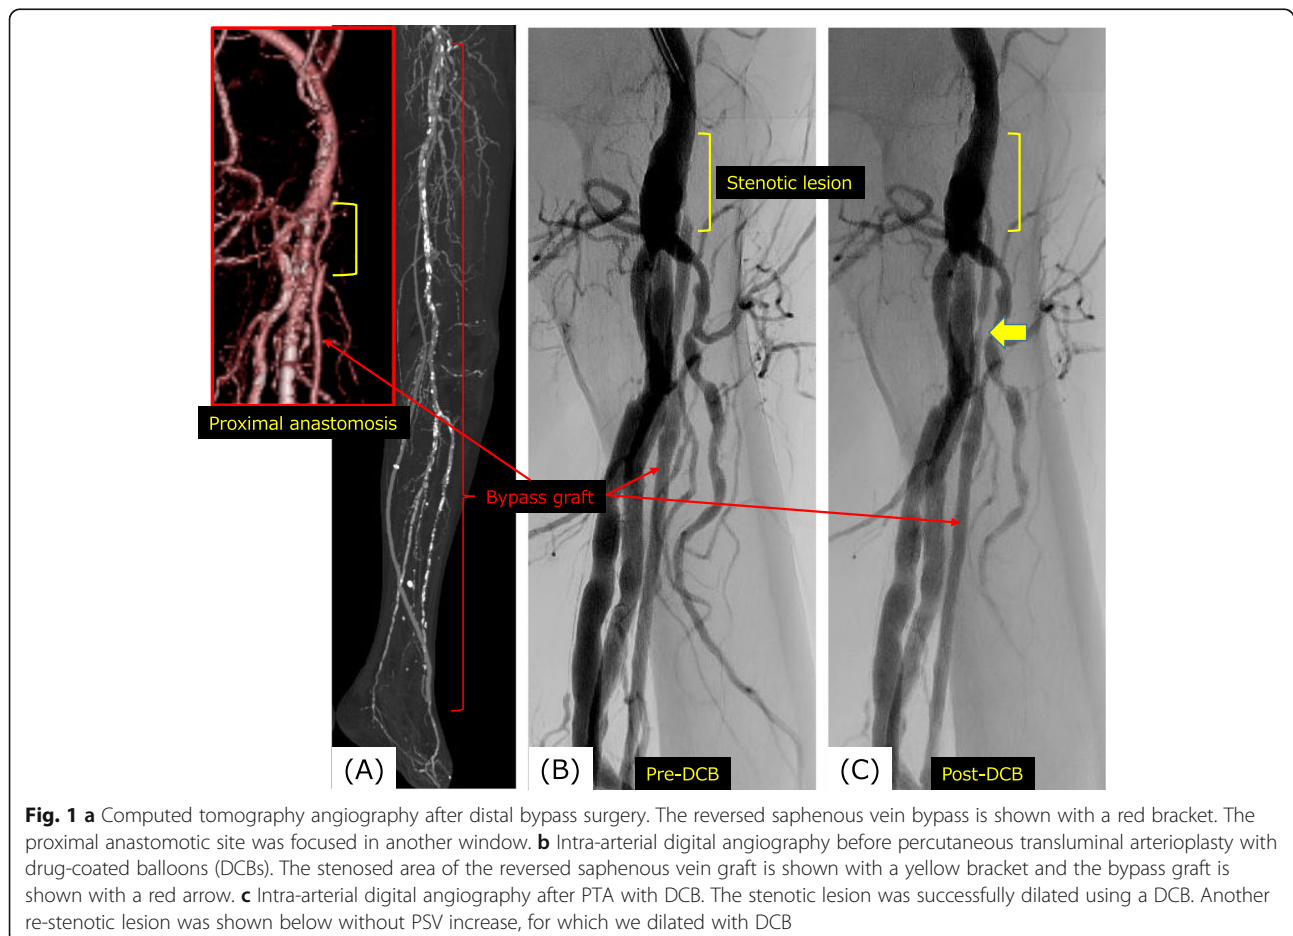 Stenotic lesion
Proximal anastomosis
Bypass graft
(A)
(B)
Pre-DCB
(C)
Post-DCB
Fig. 1 a Computed tomography angiography after distal bypass surgery. The reversed saphenous vein bypass is shown with a red bracket. The
proximal anastomotic site was focused in another window. b Intra-arterial digital angiography before percutaneous transluminal arterioplasty with
drug-coated balloons (DCBs). The stenosed area of the reversed saphenous vein graft is shown with a yellow bracket and the bypass graft is
shown with a red arrow. c Intra-arterial digital angiography after PTA with DCB. The stenotic lesion was successfully dilated using a DCB. Another
re-stenotic lesion was shown below without PSV increase, for which we dilated with DCB